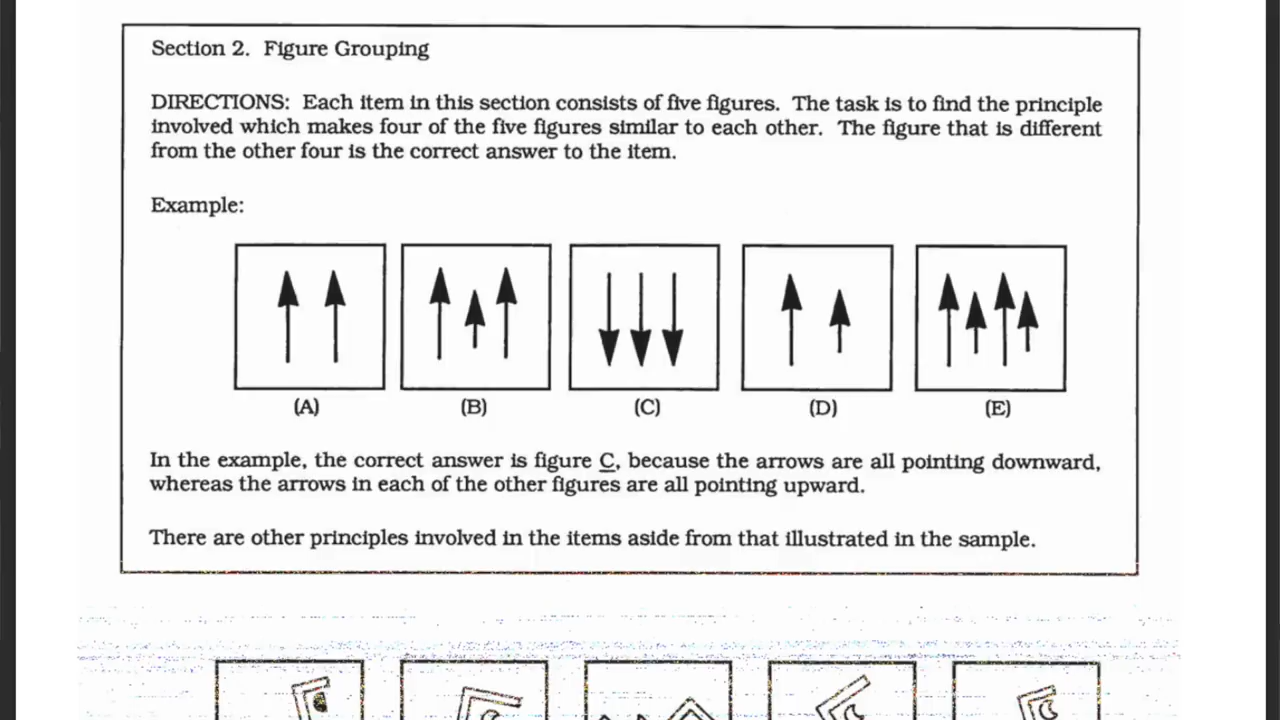 Section 2. Figure Grouping
DIRECTIONS: Each item in this section consists of five figures. The task is to find the principle
involved which makes four of the five figures similar to each other. The figure that is different
from the other four is the correct answer to the item.
Example:
(A) (B) (C) (D) (E)
In the example, the correct answer is figure C, because the arrows are all pointing downward,
whereas the arrows in each of the other figures are all pointing upward.
There are other principles involved in the items aside from that illustrated in the sample.